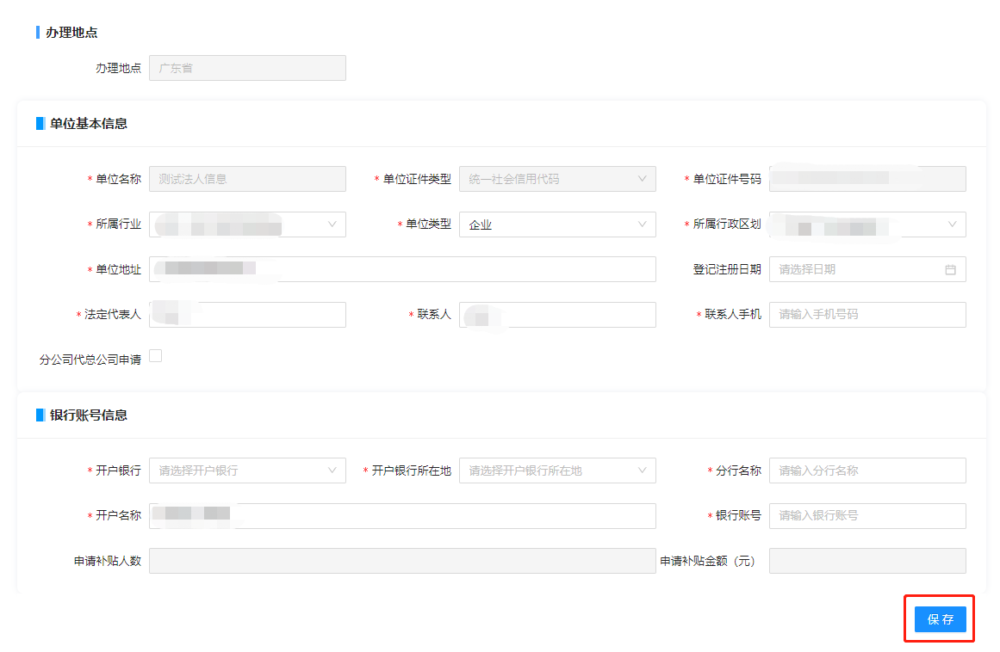 办理地点
办理地点 广东省
单位基本信息
* 单位名称 测试法人信息 * 单位证件类型 统一社会信用代码 * 单位证件号码
* 所属行业 * 单位类型 企业 * 所属行政区划
* 单位地址 登记注册日期 请选择日期
* 法定代表人 * 联系人 * 联系人手机 请输入手机号码
分公司代总公司申请
银行账号信息
* 开户银行 请选择开户银行 * 开户银行所在地 请选择开户银行所在地 * 分行名称 请输入分行名称
* 开户名称 * 银行账号 请输入银行账号
申请补贴人数 申请补贴金额（元）
保存